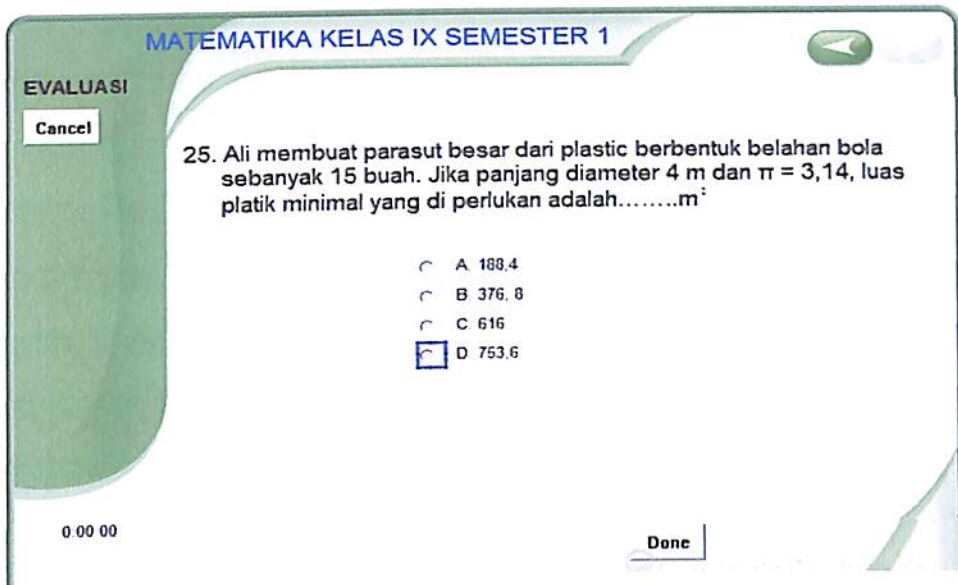 MATEMATIKA KELAS IX SEMESTER 1
EVALUASI
Cancel
25. Ali membuat parasut besar dari plastic berbentuk belahan bola
sebanyak 15 buah. Jika panjang diameter 4 m dan π = 3,14, luas
platik minimal yang di perlukan adalah........m²
A. 188,4
B. 376, 8
C. 616
D. 753,6
0:00:00
Done